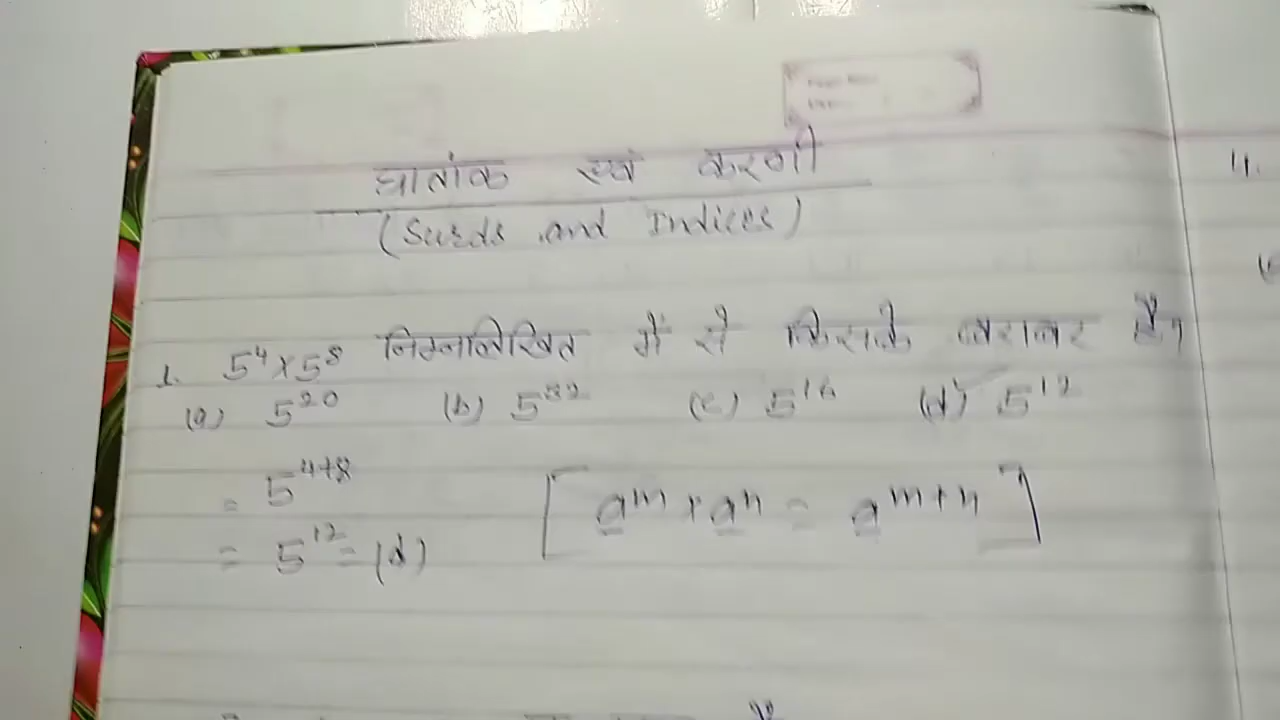 घातांक एवं करणी
(Surds and Indices)
1. 5⁴×5⁸ निम्नलिखित में से किसके बराबर है।
(a) 5²⁰ (b) 5³² (c) 5¹⁶ (d) 5¹²
= 5⁴⁺⁸ [aᵐ×aⁿ = aᵐ⁺ⁿ]
= 5¹² = (d)
11.